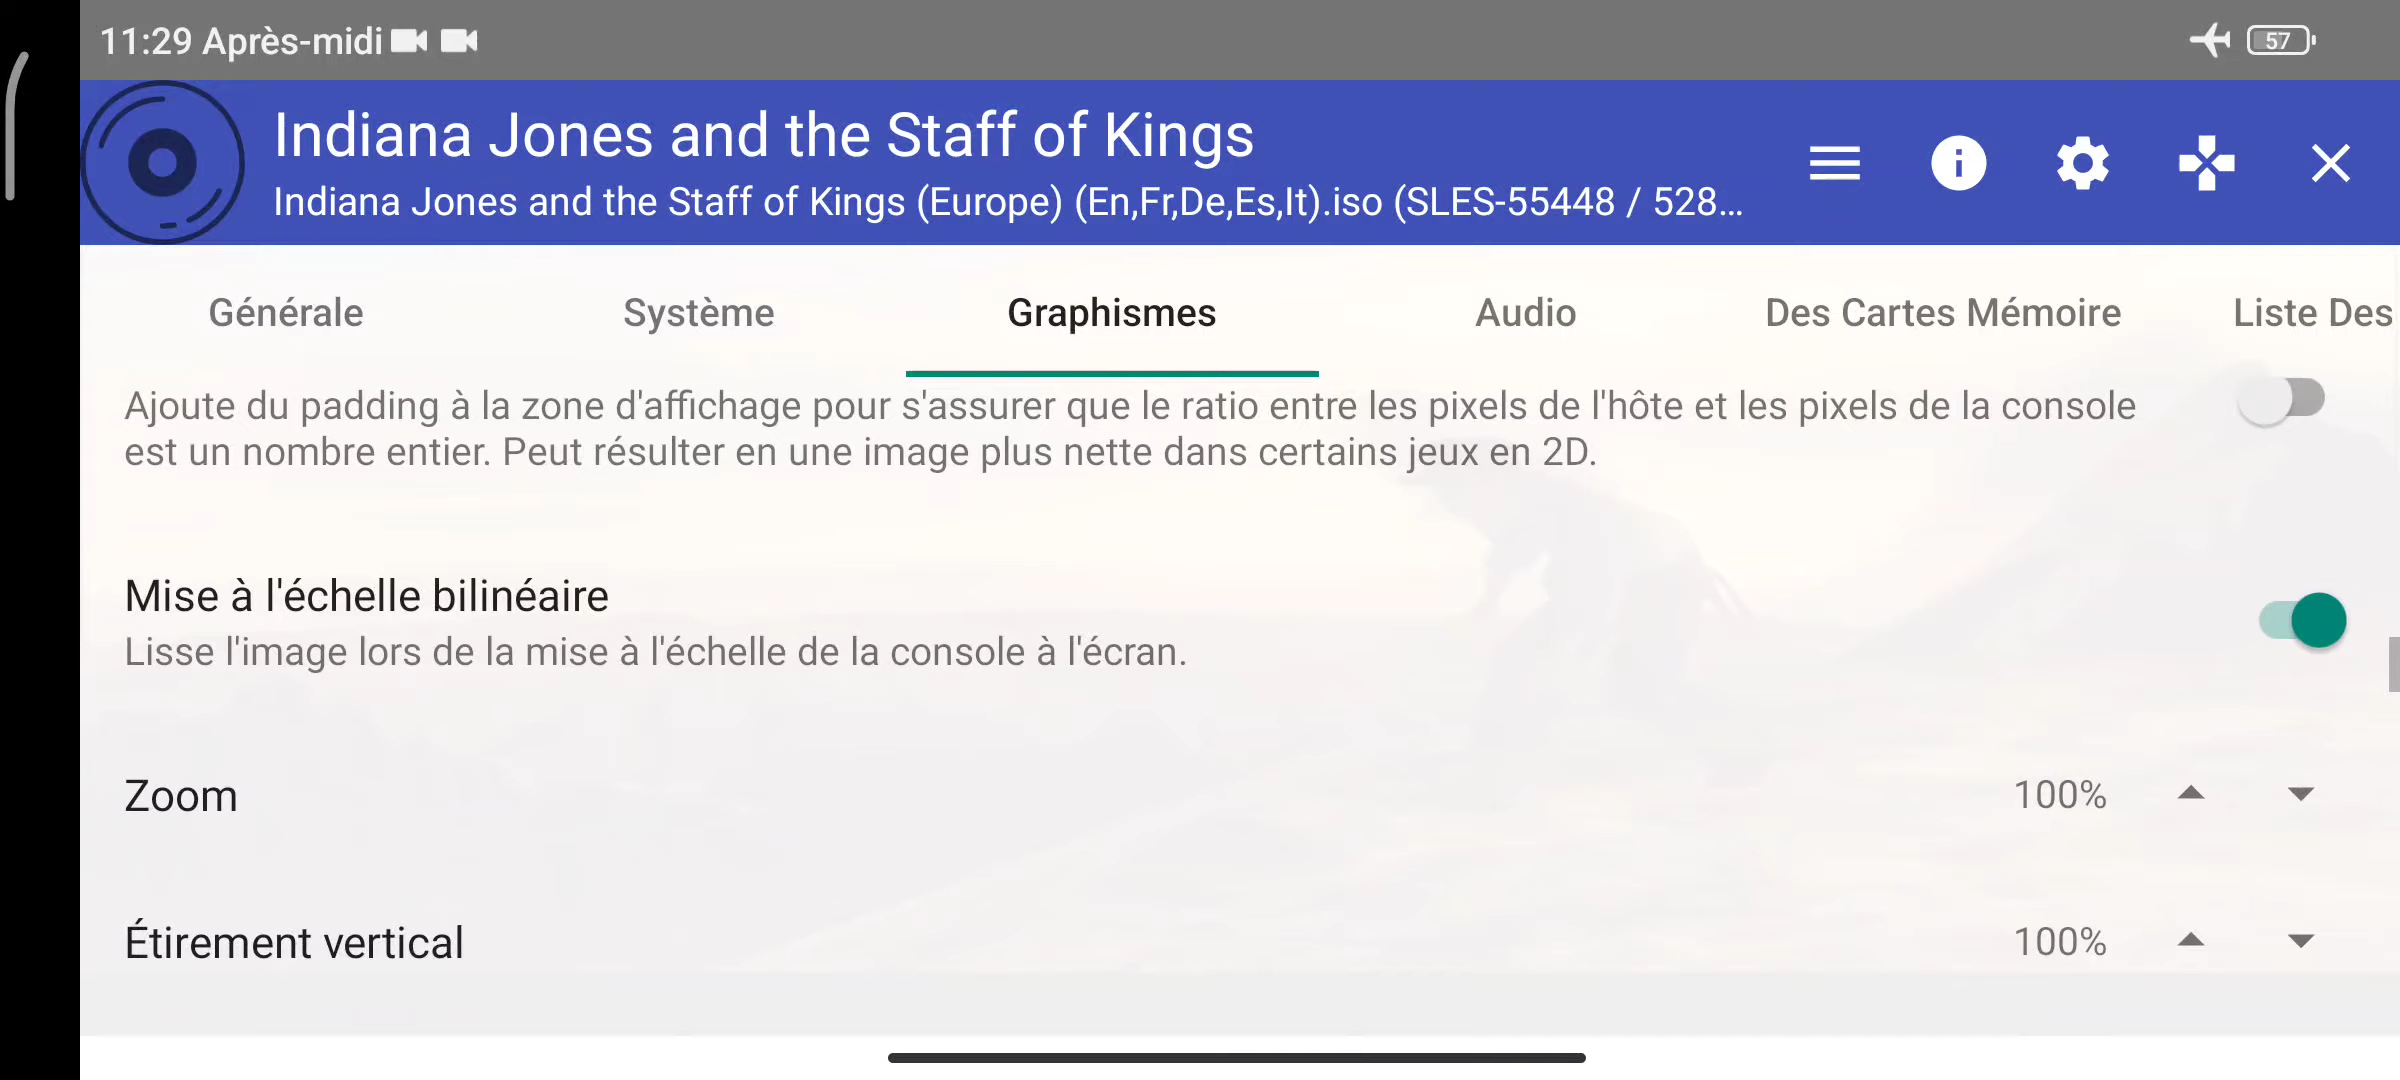 11:29 Après-midi
57
Indiana Jones and the Staff of Kings
Indiana Jones and the Staff of Kings (Europe) (En,Fr,De,Es,It).iso (SLES-55448 / 528...
Générale
Système
Graphismes
Audio
Des Cartes Mémoire
Liste Des
Ajoute du padding à la zone d'affichage pour s'assurer que le ratio entre les pixels de l'hôte et les pixels de la console
est un nombre entier. Peut résulter en une image plus nette dans certains jeux en 2D.
Mise à l'échelle bilinéaire
Lisse l'image lors de la mise à l'échelle de la console à l'écran.
Zoom
100%
Étirement vertical
100%